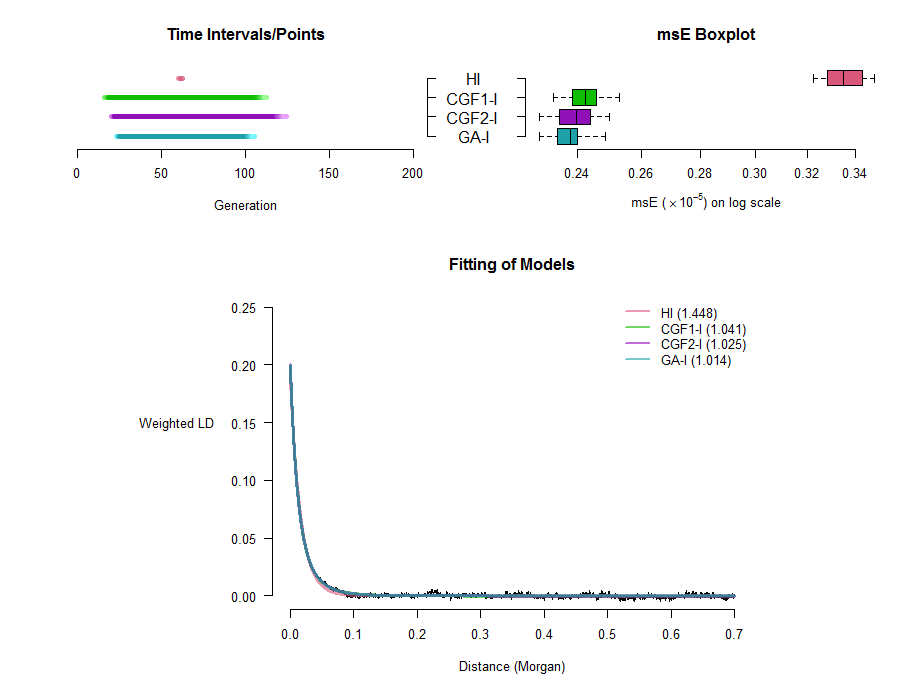 Time Intervals/Points
msE Boxplot
HI
CGF1-I
CGF2-I
GA-I
0 50 100 150 200
0.24 0.26 0.28 0.30 0.32 0.34
Generation
msE (×10⁻⁵) on log scale
Fitting of Models
0.25
HI (1.448)
CGF1-I (1.041)
CGF2-I (1.025)
GA-I (1.014)
0.20
Weighted LD
0.15
0.10
0.05
0.00
0.0 0.1 0.2 0.3 0.4 0.5 0.6 0.7
Distance (Morgan)